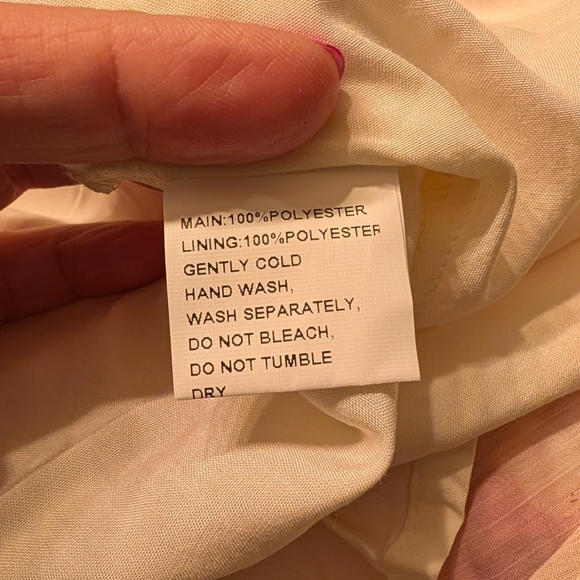 MAIN:100%POLYESTER
LINING:100%POLYESTER
GENTLY COLD
HAND WASH,
WASH SEPARATELY,
DO NOT BLEACH,
DO NOT TUMBLE
DRY